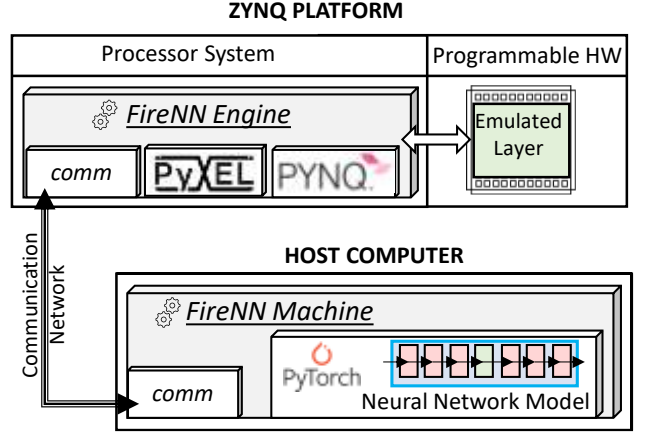 ZYNQ PLATFORM
Processor System
Programmable HW
FireNN Engine
comm
PyXEL
PYNQ
Emulated
Layer
Communication
Network
HOST COMPUTER
FireNN Machine
comm
PyTorch
Neural Network Model